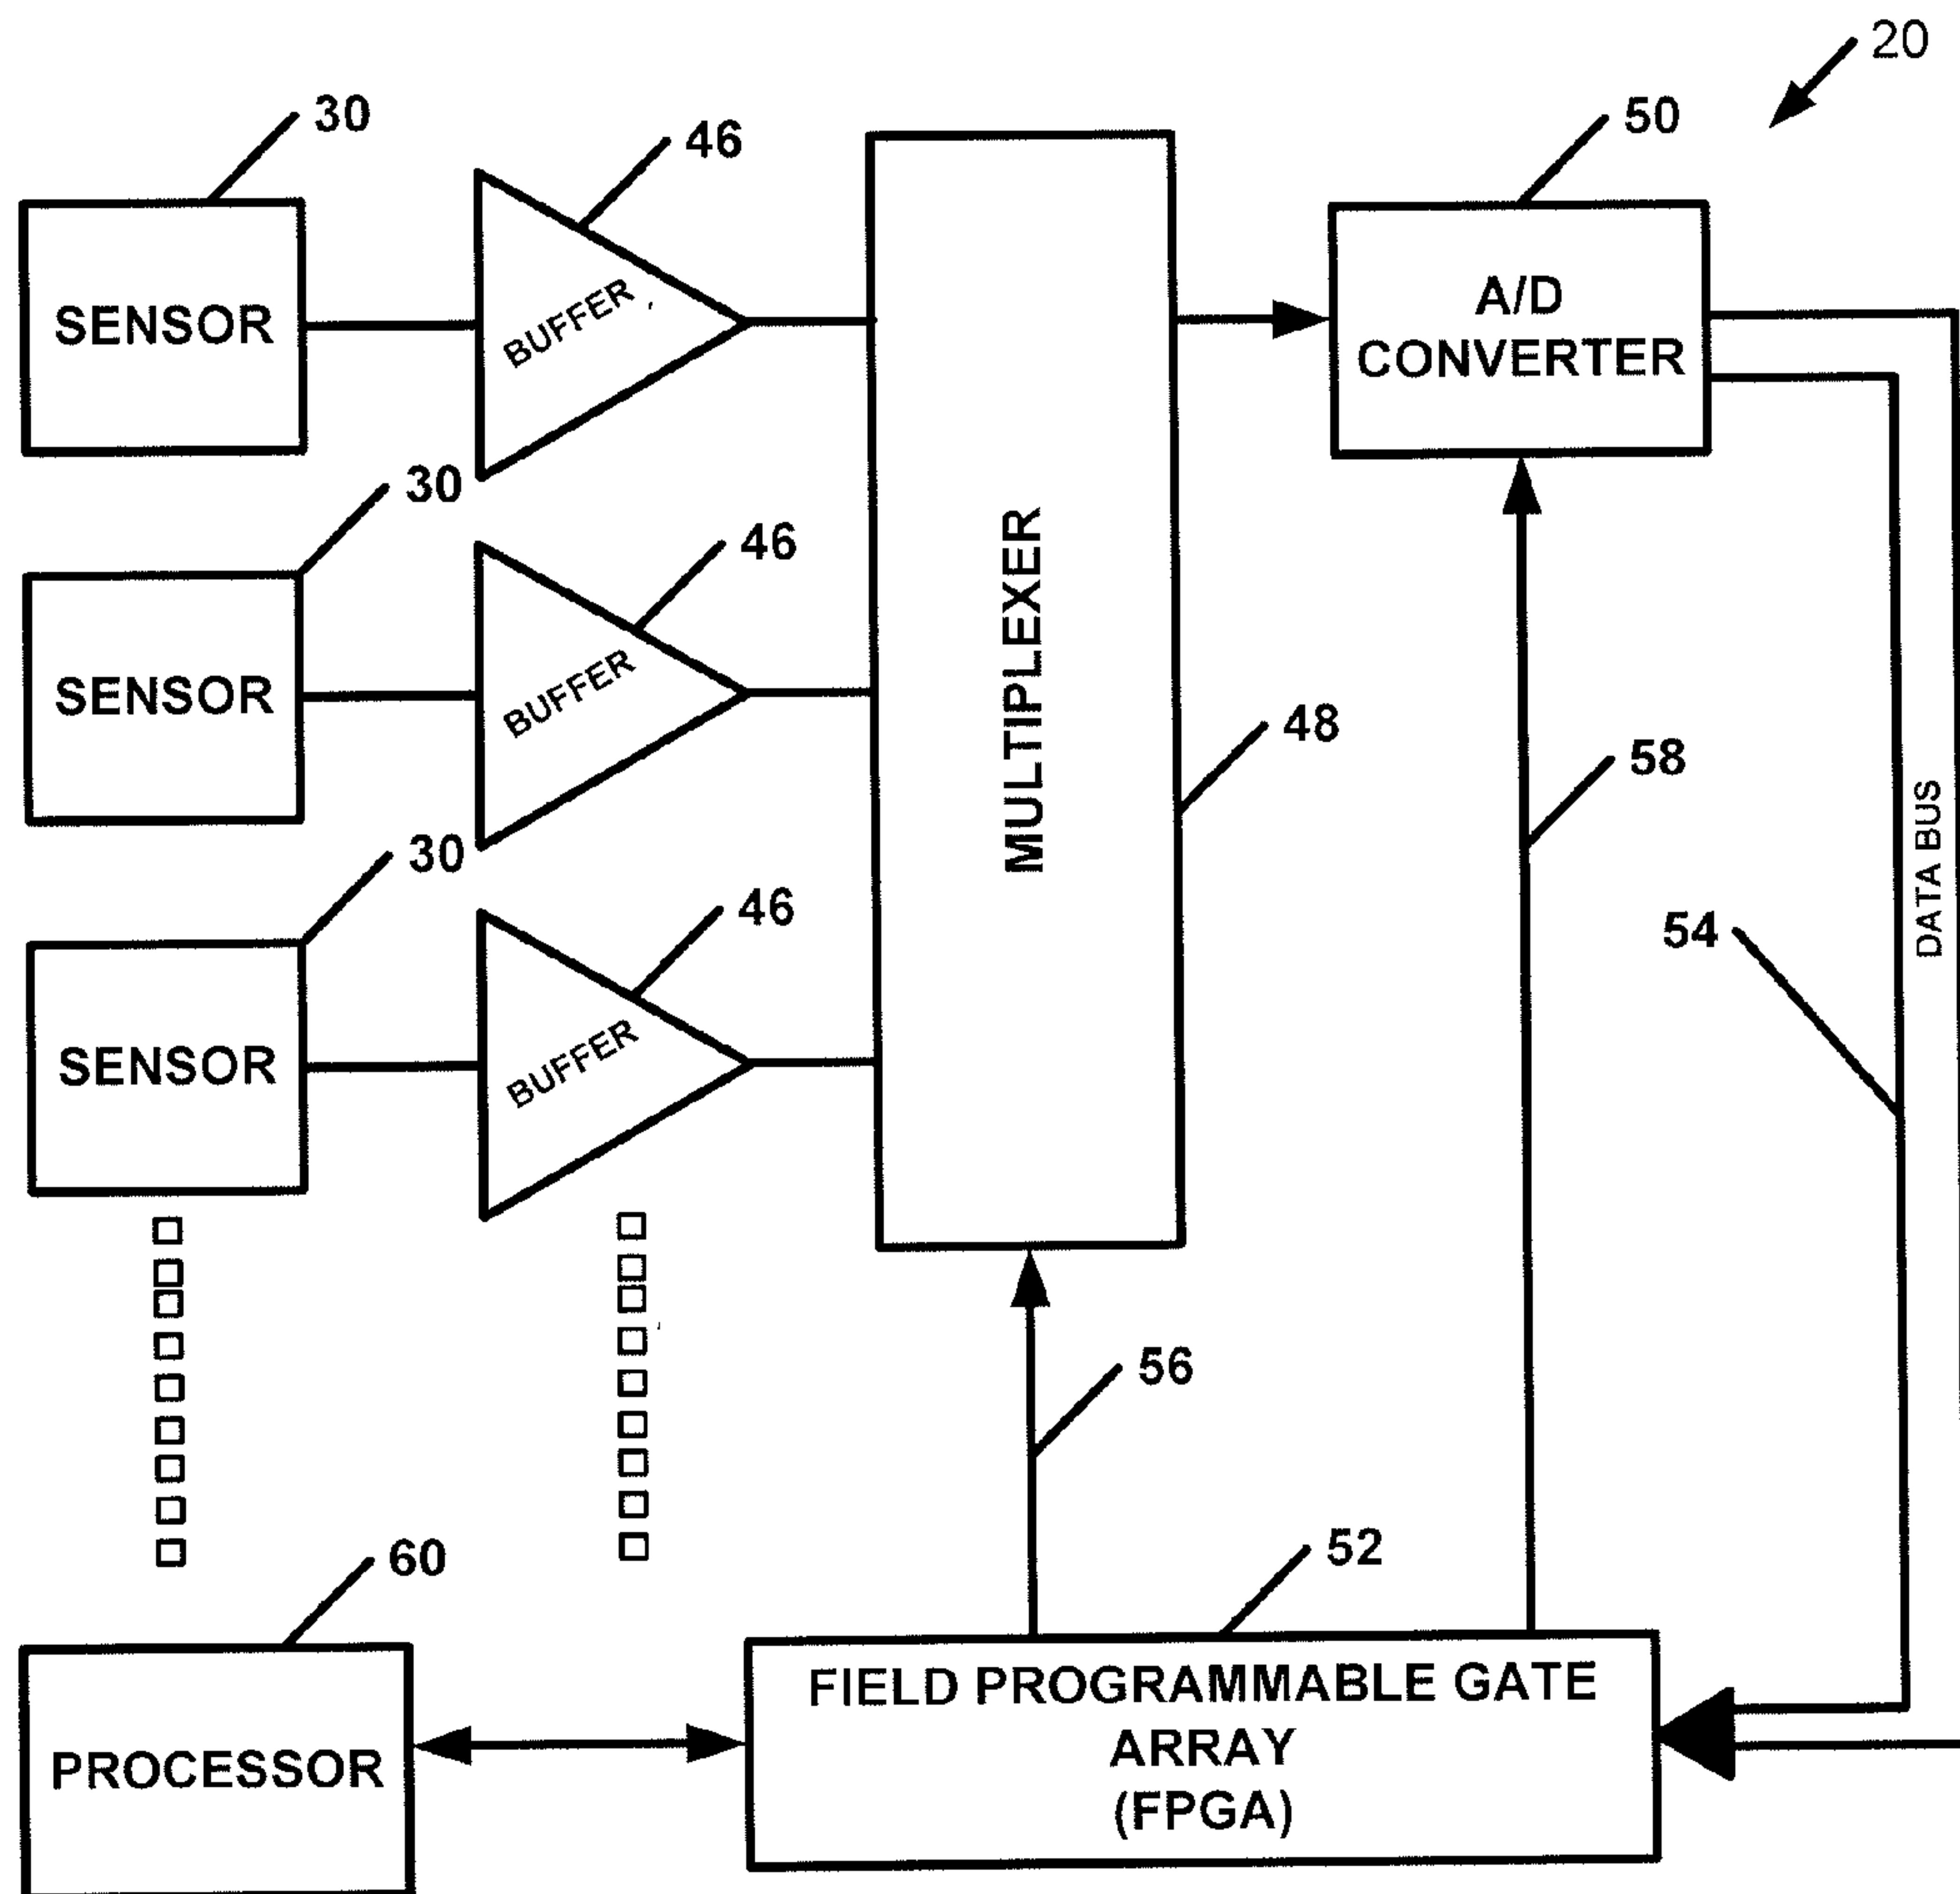 20
30
46
50
SENSOR
BUFFER
A/D
CONVERTER
30
46
SENSOR
BUFFER
MULTIPLEXER
48
58
DATA BUS
30
46
54
SENSOR
BUFFER
56
60
52
PROCESSOR
FIELD PROGRAMMABLE GATE
ARRAY
(FPGA)